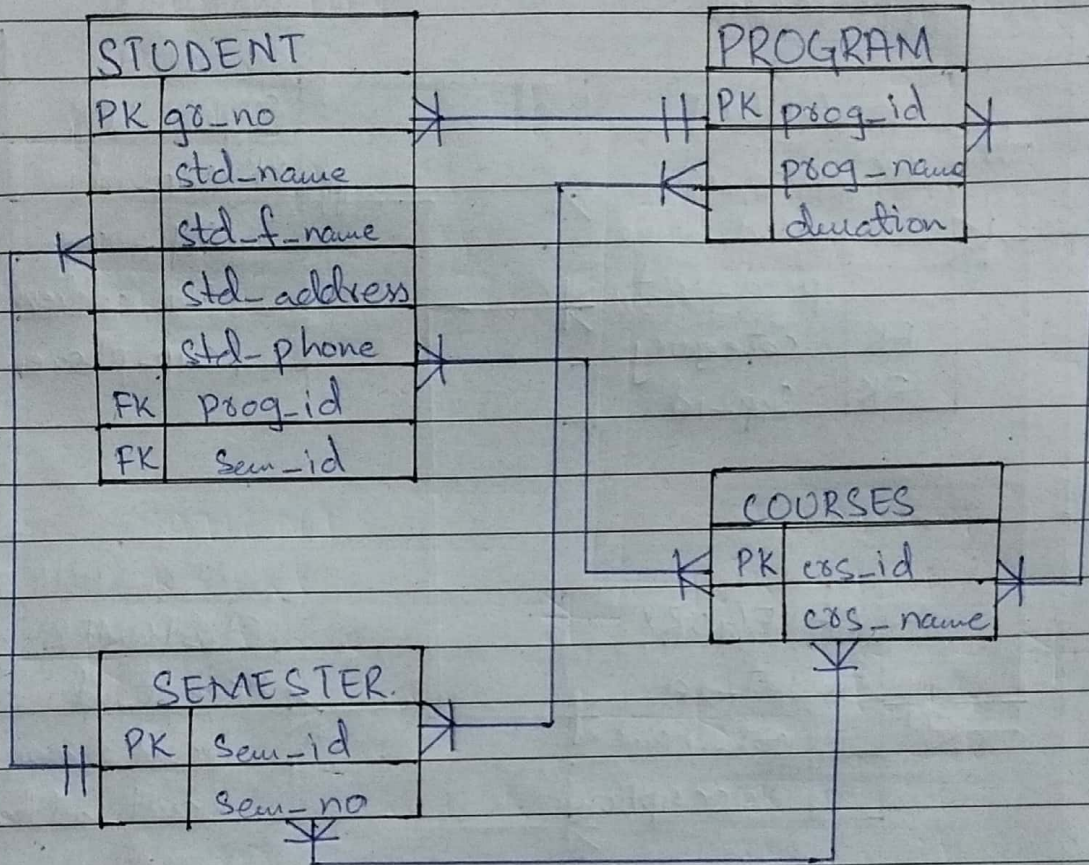 STUDENT
PK gr_no
std_name
std_f_name
std_address
std_phone
FK prog_id
FK sem_id
PROGRAM
PK prog_id
prog_name
duration
COURSES
PK crs_id
crs_name
SEMESTER.
PK sem_id
sem_no